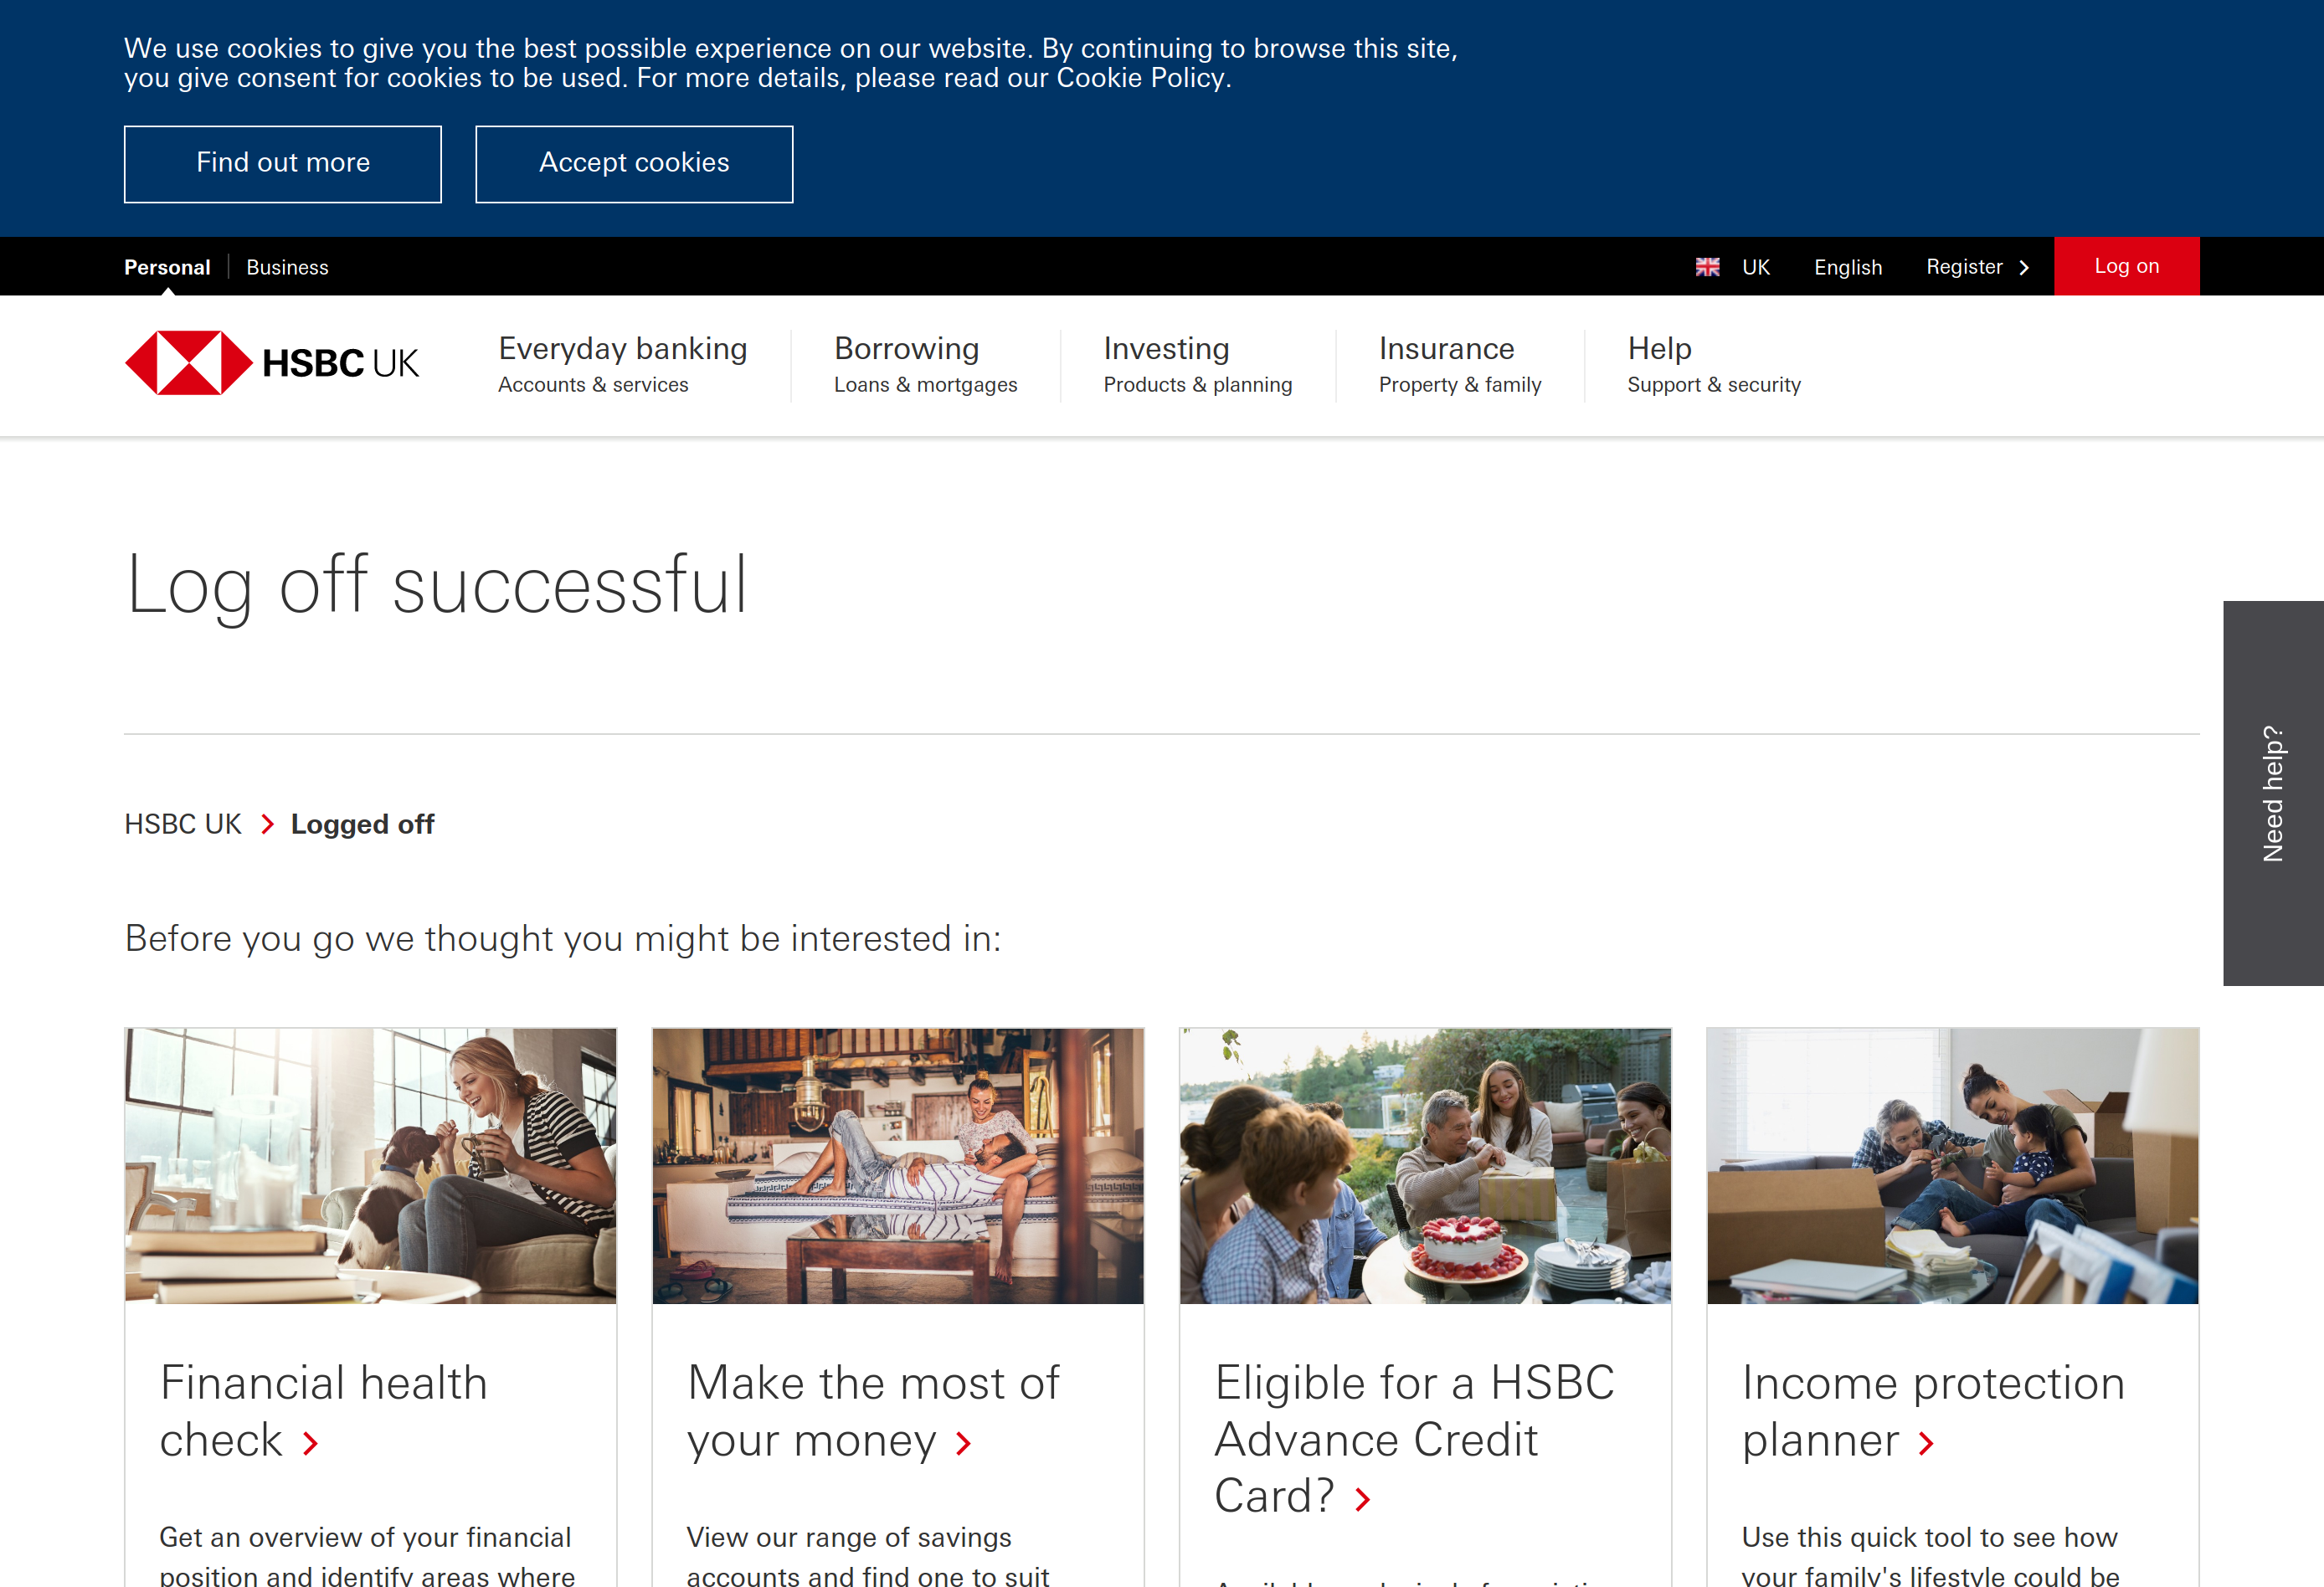 We use cookies to give you the best possible experience on our website. By continuing to browse this site,
you give consent for cookies to be used. For more details, please read our Cookie Policy.
Find out more
Accept cookies
Personal
Business
UK
English
Register
Log on
HSBC UK
Everyday banking
Accounts & services
Borrowing
Loans & mortgages
Investing
Products & planning
Insurance
Property & family
Help
Support & security
Log off successful
Need help?
HSBC UK
Logged off
Before you go we thought you might be interested in:
Financial health
check
Get an overview of your financial
position and identify areas where
Make the most of
your money
View our range of savings
accounts and find one to suit
Eligible for a HSBC
Advance Credit
Card?
Income protection
planner
Use this quick tool to see how
your family's lifestyle could be